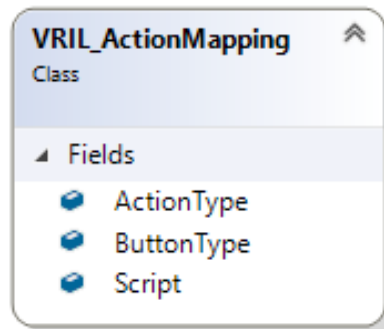 VRIL_ActionMapping
Class
Fields
ActionType
ButtonType
Script